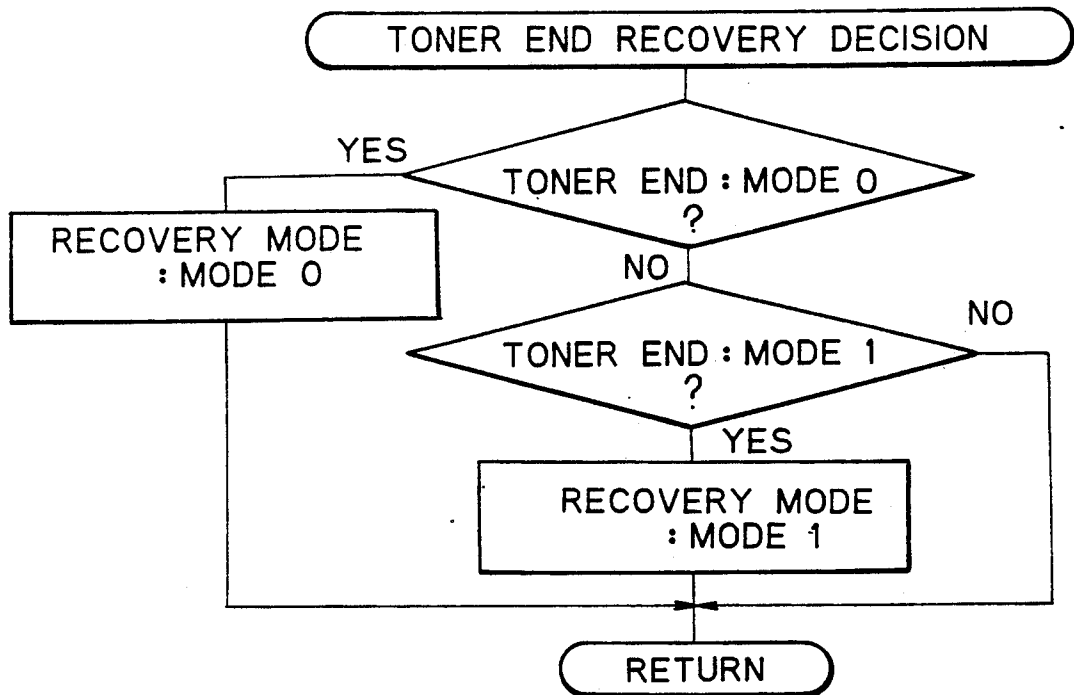 TONER END RECOVERY DECISION
YES
TONER END : MODE 0
?
RECOVERY MODE
: MODE 0
NO
TONER END : MODE 1
?
NO
YES
RECOVERY MODE
: MODE 1
RETURN